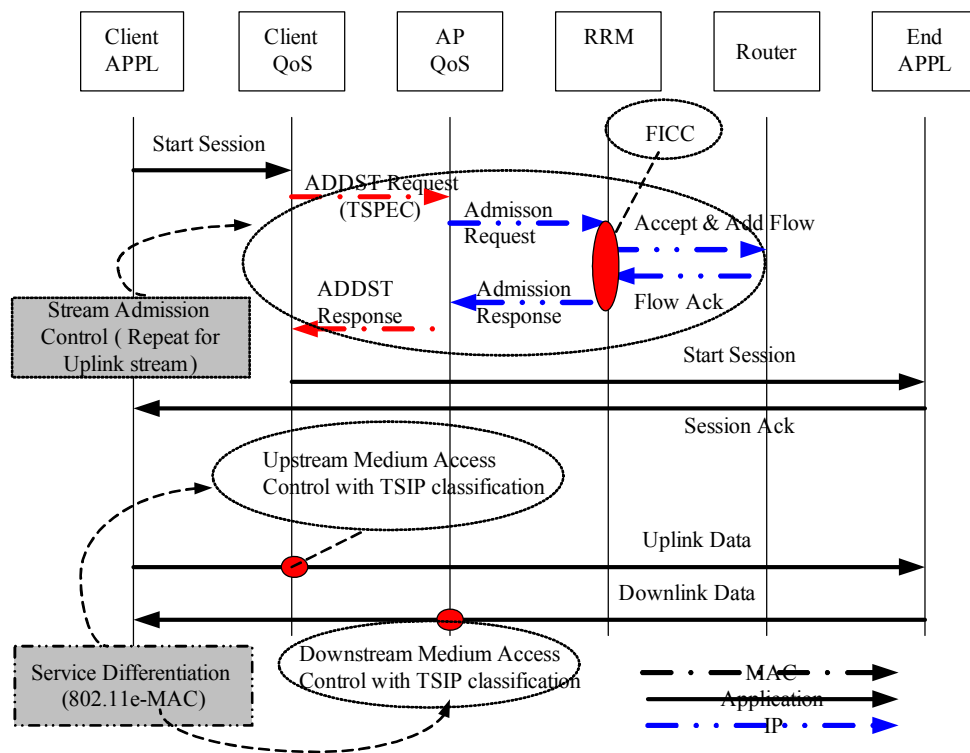 Client
APPL
Client
QoS
AP
QoS
RRM
Router
End
APPL
FICC
Start Session
ADDST Request
(TSPEC)
Admisson
Request
Accept & Add Flow
ADDST
Response
Admission
Response
Flow Ack
Stream Admission
Control ( Repeat for
Uplink stream )
Start Session
Session Ack
Upstream Medium Access
Control with TSIP classification
Uplink Data
Downlink Data
Service Differentiation
(802.11e-MAC)
Downstream Medium Access
Control with TSIP classification
MAC
Application
IP